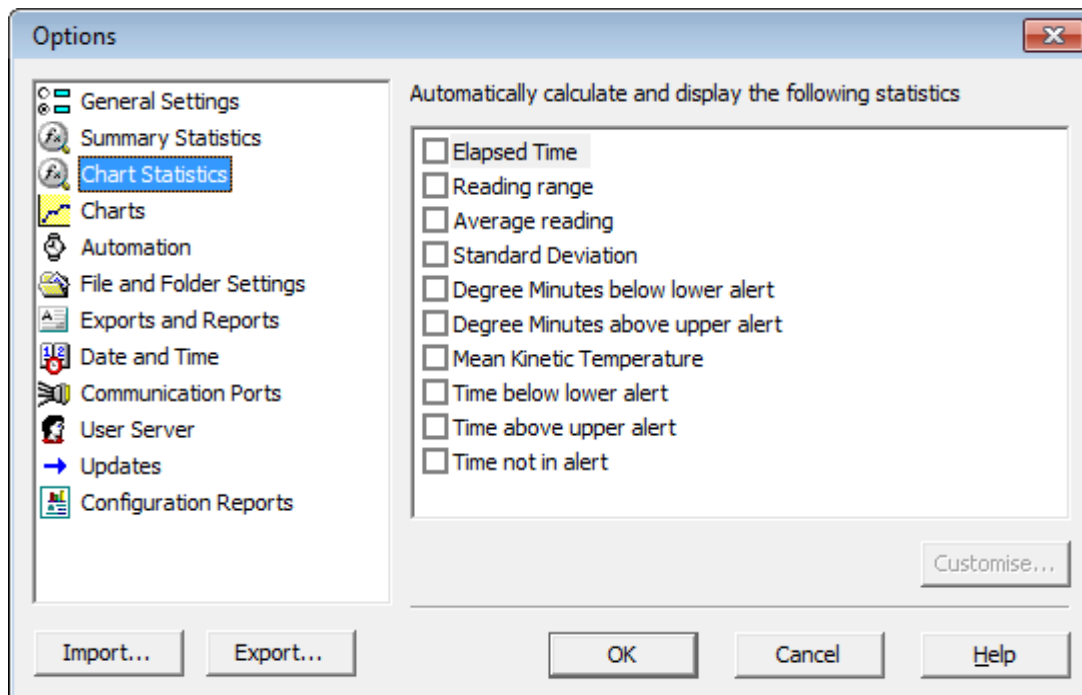 Options
General Settings
Summary Statistics
Chart Statistics
Charts
Automation
File and Folder Settings
Exports and Reports
Date and Time
Communication Ports
User Server
Updates
Configuration Reports
Automatically calculate and display the following statistics
Elapsed Time
Reading range
Average reading
Standard Deviation
Degree Minutes below lower alert
Degree Minutes above upper alert
Mean Kinetic Temperature
Time below lower alert
Time above upper alert
Time not in alert
Customise...
Import...
Export...
OK
Cancel
Help